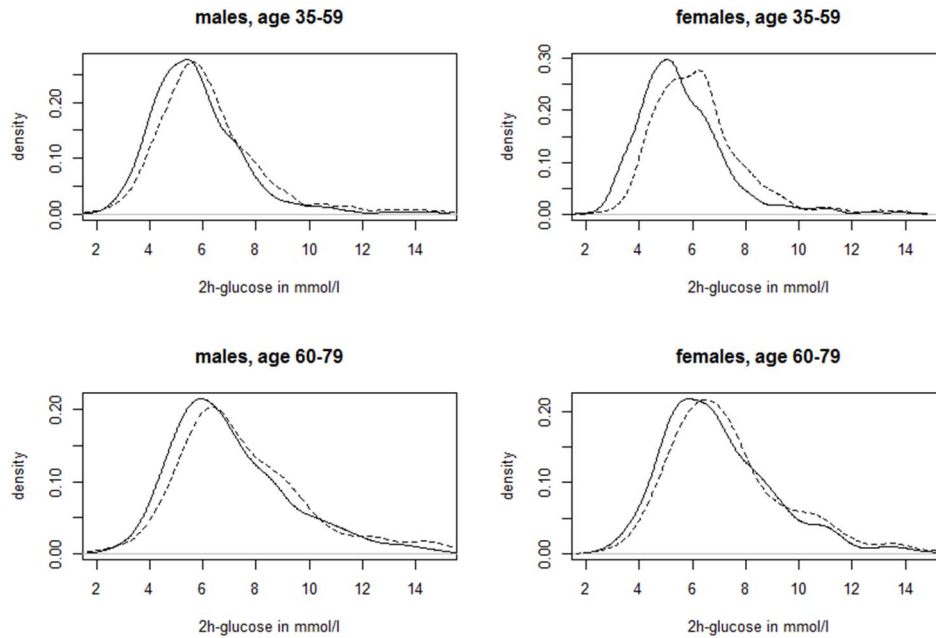 males, age 35-59
density
0.00
0.10
0.20
2 4 6 8 10 12 14
2h-glucose in mmol/l
females, age 35-59
density
0.00
0.10
0.20
0.30
2 4 6 8 10 12 14
2h-glucose in mmol/l
males, age 60-79
density
0.00
0.10
0.20
2 4 6 8 10 12 14
2h-glucose in mmol/l
females, age 60-79
density
0.00
0.10
0.20
2 4 6 8 10 12 14
2h-glucose in mmol/l